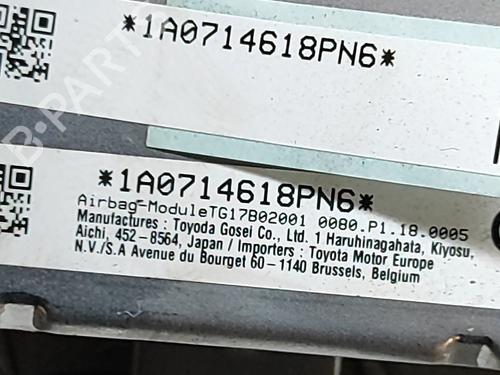 *1A0714618PN6*
*1A0714618PN6*
Airbag-ModuleTG17B02001 0080.P1.18.0005
Manufactures : Toyoda Gosei Co., Ltd. 1 Haruhinagahata, Kiyosu,
Aichi, 452-8564, Japan / Importers : Toyota Motor Europe
N.V./S.A Avenue du Bourget 60-1140 Brussels, Belgium